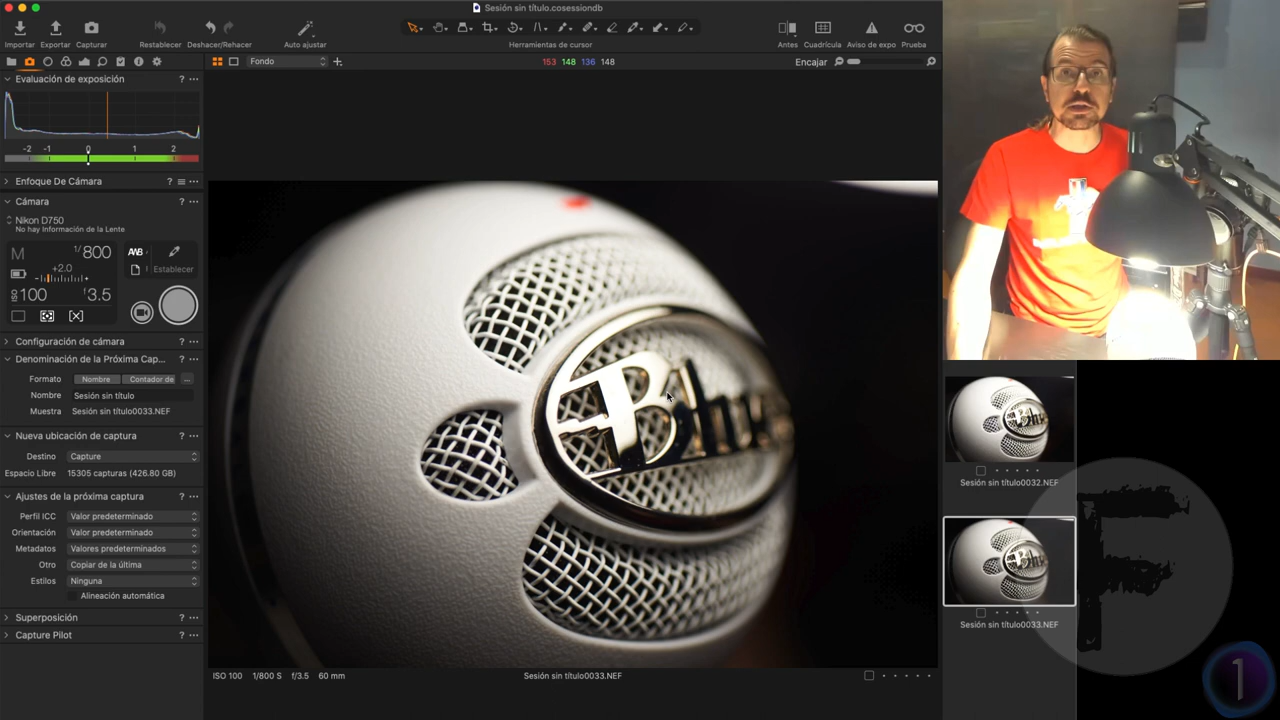 Sesión sin título.cosessiondb
Importar Exportar Capturar Restablecer Deshacer/Rehacer Auto ajustar Herramientas de cursor Antes Cuadrícula Aviso de expo Prueba
Fondo 153 148 136 148 Encajar
Evaluación de exposición ?
-2 -1 0 1 2
Enfoque De Cámara ?
Cámara ?
Nikon D750
No hay Información de la Lente
M 1/800 AWB
+2.0 Establecer
ISO 100 f3.5
Configuración de cámara ?
Denominación de la Próxima Cap... ?
Formato Nombre Contador de ...
Nombre Sesión sin título
Muestra Sesión sin título0033.NEF
Nueva ubicación de captura ?
Destino Capture
Espacio Libre 15305 capturas (426.80 GB)
Ajustes de la próxima captura ?
Perfil ICC Valor predeterminado
Orientación Valor predeterminado
Metadatos Valores predeterminados
Otro Copiar de la última
Estilos Ninguna
Alineación automática
Superposición ?
Capture Pilot ?
Blue
ISO 100 1/800 S f/3.5 60 mm Sesión sin título0033.NEF
Sesión sin título0032.NEF
Sesión sin título0033.NEF
F
1